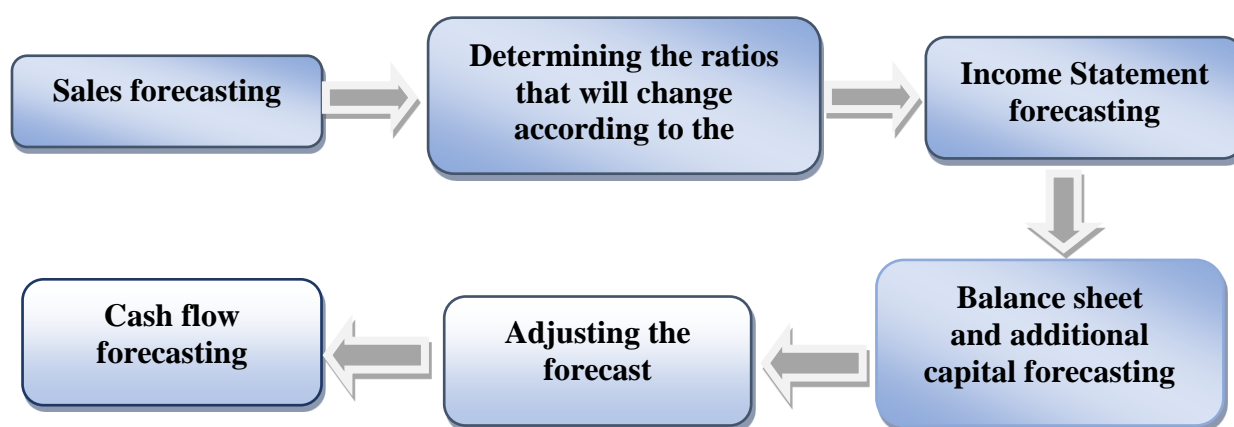 Sales forecasting
Determining the ratios
that will change
according to the
Income Statement
forecasting
Balance sheet
and additional
capital forecasting
Adjusting the
forecast
Cash flow
forecasting